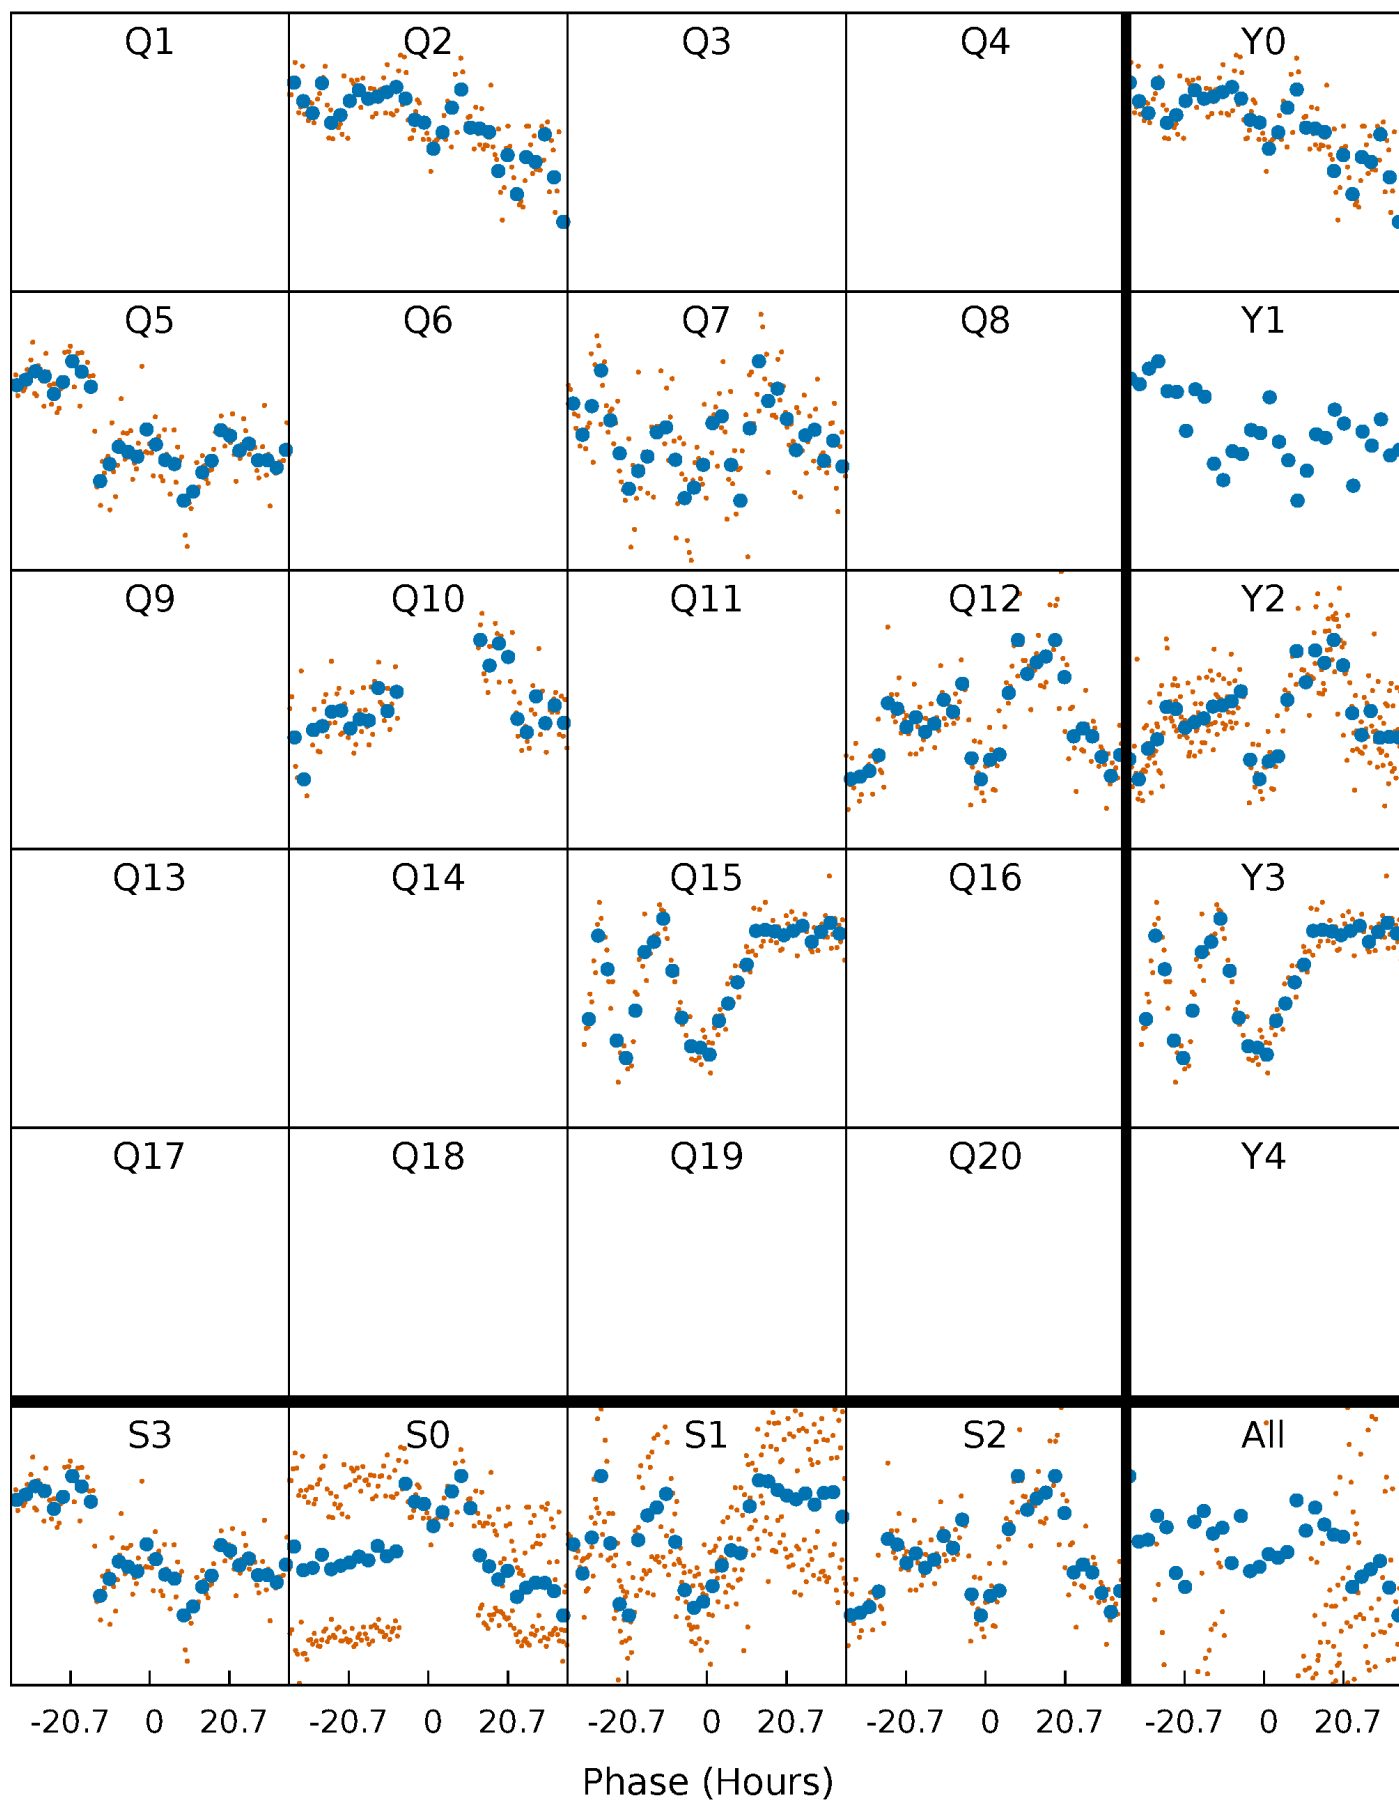 Q1 Q2 Q3 Q4 Y0
Q5 Q6 Q7 Q8 Y1
Q9 Q10 Q11 Q12 Y2
Q13 Q14 Q15 Q16 Y3
Q17 Q18 Q19 Q20 Y4
S3 S0 S1 S2 All
-20.7 0 20.7 -20.7 0 20.7 -20.7 0 20.7 -20.7 0 20.7 -20.7 0 20.7
Phase (Hours)